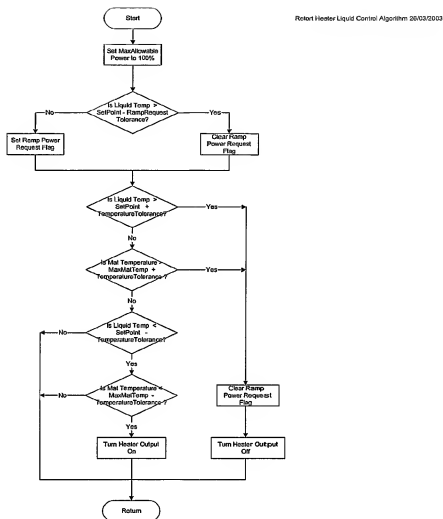 Start
Retort Heater Liquid Control Algorithm 26/03/2003
Set MaxAllowable
Power to 100%
Is Liquid Temp >
SetPoint - RampRequest
Tolerance?
No
Yes
Set Ramp Power
Request Flag
Clear Ramp
Power Request
Flag
Is Liquid Temp >
SetPoint +
TemperatureTolerance?
Yes
No
Is Mat Temperature
MaxMatTemp +
TemperatureTolerance?
Yes
No
Is Liquid Temp <
SetPoint -
TemperatureTolerance?
No
Yes
Is Mat Temperature <
MaxMatTemp -
TemperatureTolerance?
No
Yes
Clear Ramp
Power Request
Flag
Turn Heater Output
On
Turn Heater Output
Off
Return